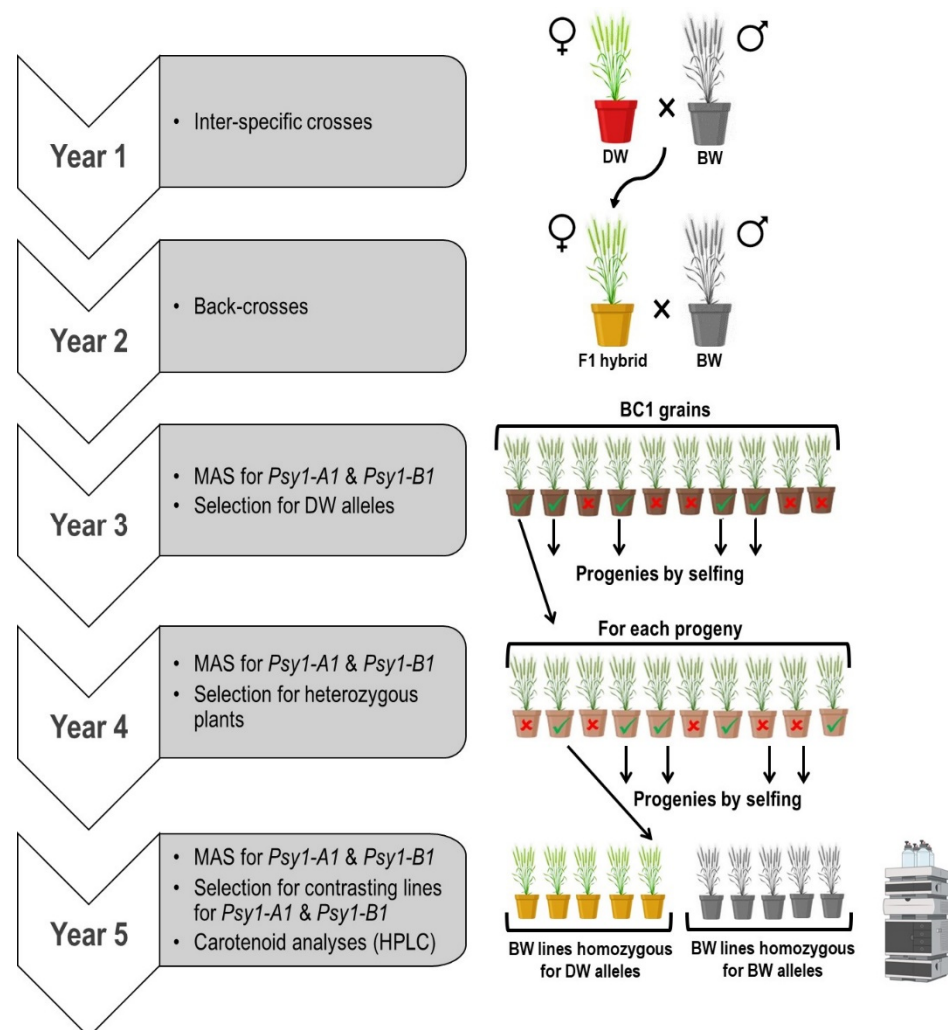 Year 1
• Inter-specific crosses
♀
♂
DW
×
BW
Year 2
• Back-crosses
♀
♂
F1 hybrid
×
BW
Year 3
• MAS for Psy1-A1 & Psy1-B1
• Selection for DW alleles
BC1 grains
Progenies by selfing
Year 4
• MAS for Psy1-A1 & Psy1-B1
• Selection for heterozygous
plants
For each progeny
Progenies by selfing
Year 5
• MAS for Psy1-A1 & Psy1-B1
• Selection for contrasting lines
for Psy1-A1 & Psy1-B1
• Carotenoid analyses (HPLC)
BW lines homozygous
for DW alleles
BW lines homozygous
for BW alleles